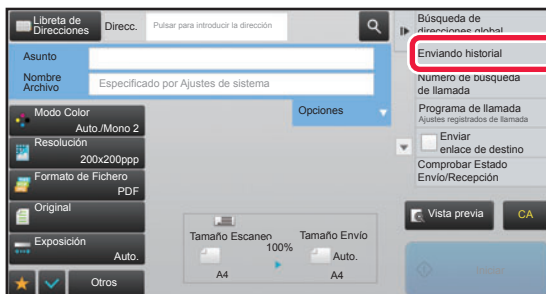 Libreta de
Direcciones
Direcc.
Pulsar para introducir la dirección
Asunto
Nombre
Archivo
Especificado por Ajustes de sistema
Opciones
Modo Color
Auto./Mono 2
Resolución
200x200ppp
Formato de Fichero
PDF
Original
Exposición
Auto.
Otros
Tamaño Escaneo
100%
A4
Tamaño Envío
Auto.
A4
Búsqueda de
direcciones global
Enviando historial
Número de búsqueda
de llamada
Programa de llamada
Ajustes registrados de llamada
Enviar
enlace de destino
Comprobar Estado
Envío/Recepción
Vista previa
CA